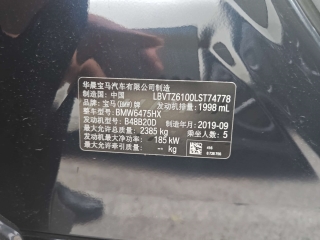 华晨宝马汽车有限公司制造
制造国: 中国 LBVTZ6100LST74778
品牌: 宝马(BMW)牌 发动机排量: 1998 mL
整车型号: BMW6475HX
发动机型号: B48B20D 制造年月: 2019-09
最大允许总质量: 2385 kg 乘坐人数: 5
发动机最大净功率: 185 kW
最大允许牵引质量: -- kg